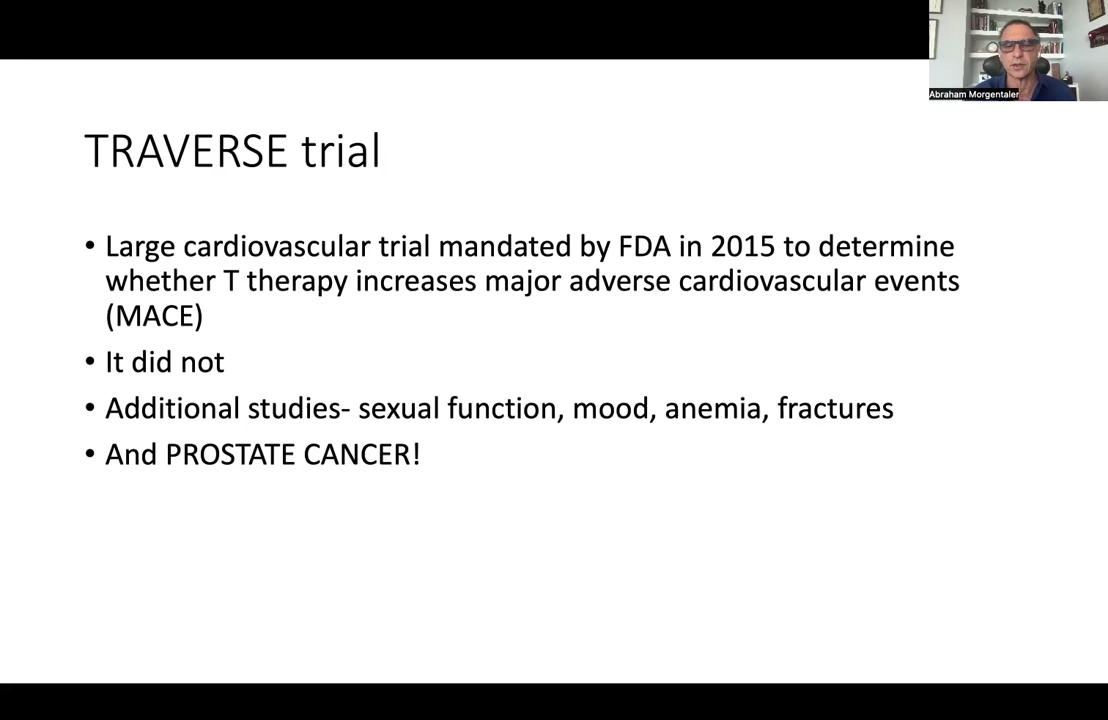 Abraham Morgentaler
TRAVERSE trial
• Large cardiovascular trial mandated by FDA in 2015 to determine
whether T therapy increases major adverse cardiovascular events
(MACE)
• It did not
• Additional studies- sexual function, mood, anemia, fractures
• And PROSTATE CANCER!